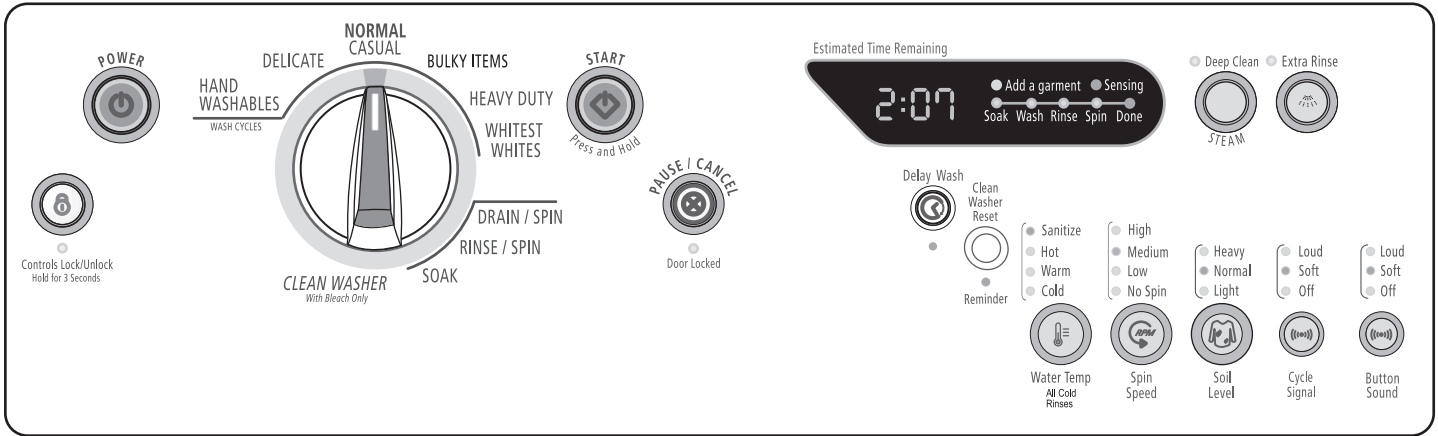 POWER
Controls Lock/Unlock
Hold for 3 Seconds
HAND
WASHABLES
WASH CYCLES
DELICATE
NORMAL
CASUAL
BULKY ITEMS
HEAVY DUTY
WHITEST
WHITES
DRAIN / SPIN
RINSE / SPIN
SOAK
CLEAN WASHER
With Bleach Only
START
Press and Hold
PAUSE / CANCEL
Door Locked
Estimated Time Remaining
2:07
Add a garment Sensing
Soak Wash Rinse Spin Done
Deep Clean
STEAM
Extra Rinse
Delay Wash
Clean
Washer
Reset
Reminder
Sanitize
Hot
Warm
Cold
Water Temp
All Cold
Rinses
High
Medium
Low
No Spin
RPM
Spin
Speed
Heavy
Normal
Light
Soil
Level
Loud
Soft
Off
Cycle
Signal
Loud
Soft
Off
Button
Sound